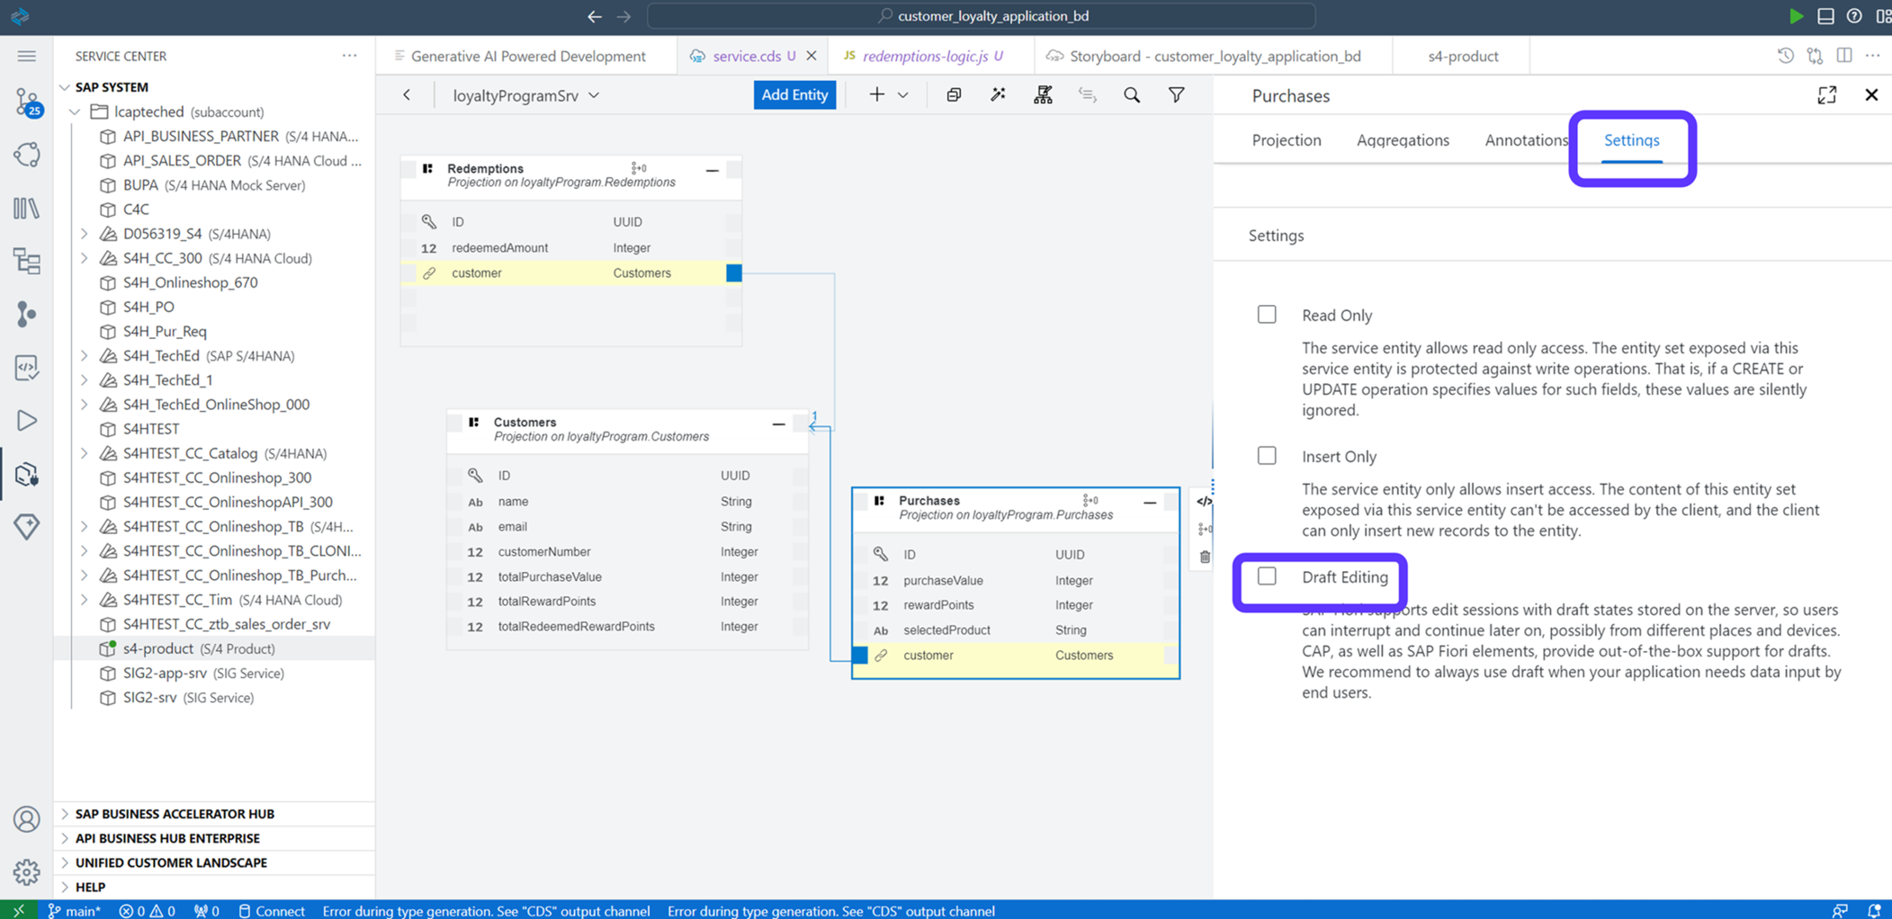 customer_loyalty_application_bd
SERVICE CENTER
Generative AI Powered Development
service.cds U
JS redemptions-logic.js U
Storyboard - customer_loyalty_application_bd
s4-product
SAP SYSTEM
lcapteched (subaccount)
API_BUSINESS_PARTNER (S/4 HANA...
API_SALES_ORDER (S/4 HANA Cloud ...
BUPA (S/4 HANA Mock Server)
C4C
D056319_S4 (S/4HANA)
S4H_CC_300 (S/4 HANA Cloud)
S4H_Onlineshop_670
S4H_PO
S4H_Pur_Req
S4H_TechEd (SAP S/4HANA)
S4H_TechEd_1
S4H_TechEd_OnlineShop_000
S4HTEST
S4HTEST_CC_Catalog (S/4HANA)
S4HTEST_CC_Onlineshop_300
S4HTEST_CC_OnlineshopAPI_300
S4HTEST_CC_Onlineshop_TB (S/4H...
S4HTEST_CC_Onlineshop_TB_CLONI...
S4HTEST_CC_Onlineshop_TB_Purch...
S4HTEST_CC_Tim (S/4 HANA Cloud)
S4HTEST_CC_ztb_sales_order_srv
s4-product (S/4 Product)
SIG2-app-srv (SIG Service)
SIG2-srv (SIG Service)
SAP BUSINESS ACCELERATOR HUB
API BUSINESS HUB ENTERPRISE
UNIFIED CUSTOMER LANDSCAPE
HELP
25
loyaltyProgramSrv
Add Entity
Redemptions
0
Projection on loyaltyProgram.Redemptions
ID UUID
12 redeemedAmount Integer
customer Customers
1
Customers
Projection on loyaltyProgram.Customers
ID UUID
Ab name String
Ab email String
12 customerNumber Integer
12 totalPurchaseValue Integer
12 totalRewardPoints Integer
12 totalRedeemedRewardPoints Integer
Purchases
0
Projection on loyaltyProgram.Purchases
ID UUID
12 purchaseValue Integer
12 rewardPoints Integer
Ab selectedProduct String
customer Customers
</>
0
Purchases
Projection
Aggregations
Annotations
Settings
Settings
Read Only
The service entity allows read only access. The entity set exposed via this
service entity is protected against write operations. That is, if a CREATE or
UPDATE operation specifies values for such fields, these values are silently
ignored.
Insert Only
The service entity only allows insert access. The content of this entity set
exposed via this service entity can't be accessed by the client, and the client
can only insert new records to the entity.
Draft Editing
SAP Fiori supports edit sessions with draft states stored on the server, so users
can interrupt and continue later on, possibly from different places and devices.
CAP, as well as SAP Fiori elements, provide out-of-the-box support for drafts.
We recommend to always use draft when your application needs data input by
end users.
main* 0 0 0 Connect Error during type generation. See "CDS" output channel Error during type generation. See "CDS" output channel